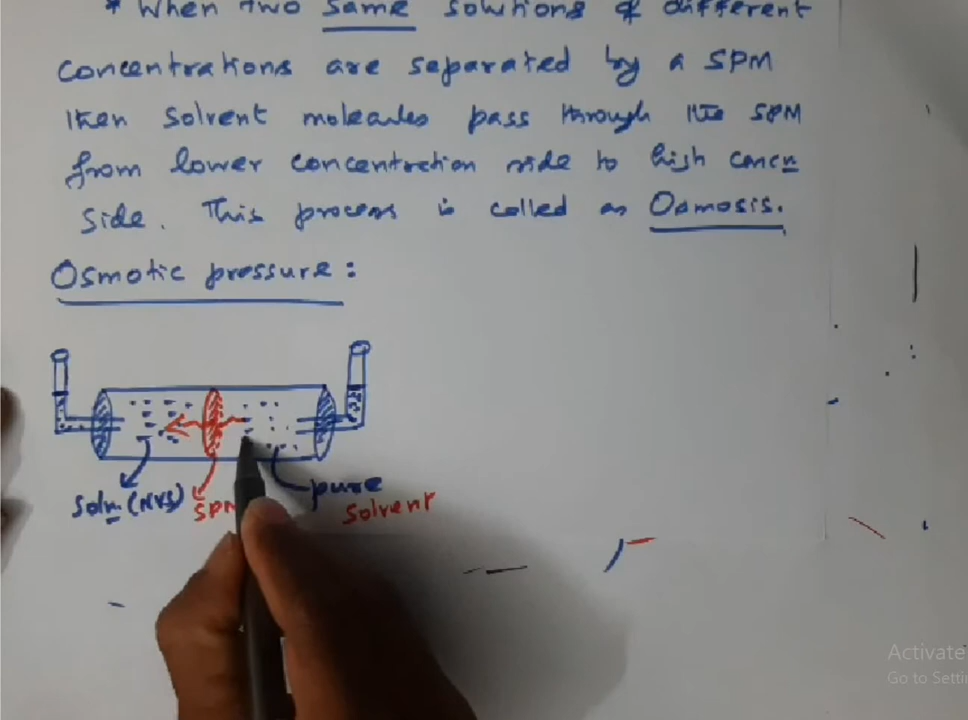 * When two same solutions of different
concentrations are separated by a SPM
then solvent molecules pass through the SPM
from lower concentration side to high concn
side. This process is called as Osmosis.
Osmotic pressure :
Soln (NVS)
SPM
pure
solvent
Activate
Go to Setti